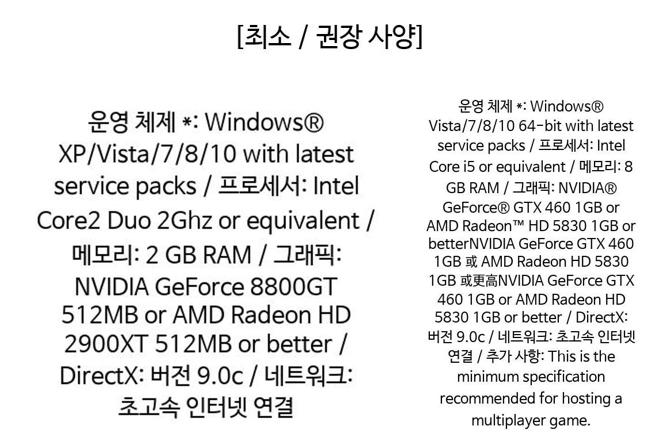 [최소 / 권장 사양]
운영 체제 *: Windows®
XP/Vista/7/8/10 with latest
service packs / 프로세서: Intel
Core2 Duo 2Ghz or equivalent /
메모리: 2 GB RAM / 그래픽:
NVIDIA GeForce 8800GT
512MB or AMD Radeon HD
2900XT 512MB or better /
DirectX: 버전 9.0c / 네트워크:
초고속 인터넷 연결
운영 체제 *: Windows®
Vista/7/8/10 64-bit with latest
service packs / 프로세서: Intel
Core i5 or equivalent / 메모리: 8
GB RAM / 그래픽: NVIDIA®
GeForce® GTX 460 1GB or
AMD Radeon™ HD 5830 1GB or
betterNVIDIA GeForce GTX 460
1GB 或 AMD Radeon HD 5830
1GB 或更高NVIDIA GeForce GTX
460 1GB or AMD Radeon HD
5830 1GB or better / DirectX:
버전 9.0c / 네트워크: 초고속 인터넷
연결 / 추가 사항: This is the
minimum specification
recommended for hosting a
multiplayer game.